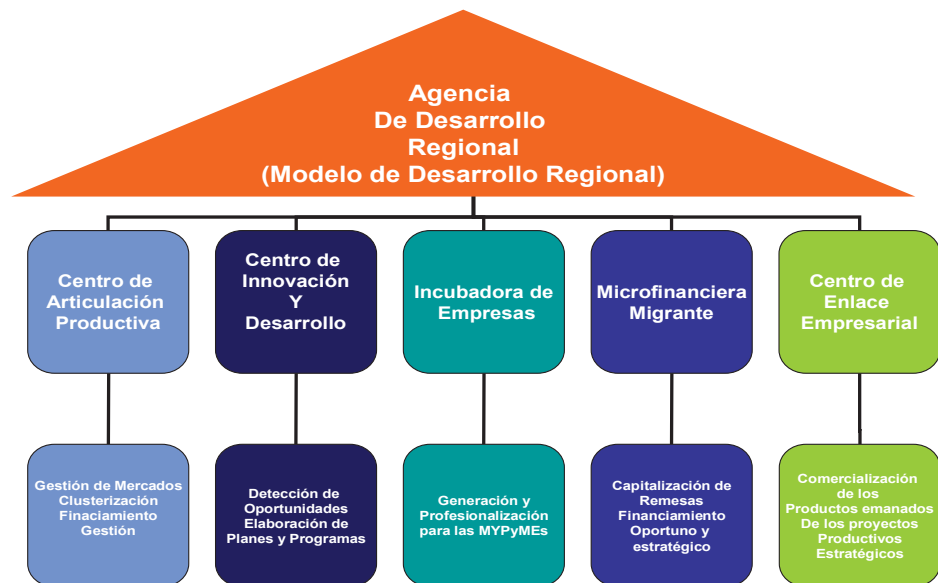 Agencia
De Desarrollo
Regional
(Modelo de Desarrollo Regional)
Centro de
Articulación
Productiva
Centro de
Innovación
Y
Desarrollo
Incubadora de
Empresas
Microfinanciera
Migrante
Centro de
Enlace
Empresarial
Gestión de Mercados
Clusterización
Finaciamiento
Gestión
Detección de
Oportunidades
Elaboración de
Planes y Programas
Generación y
Profesionalización
para las MYPyMEs
Capitalización de
Remesas
Financiamiento
Oportuno y
estratégico
Comercialización
de los
Productos emanados
De los proyectos
Productivos
Estratégicos